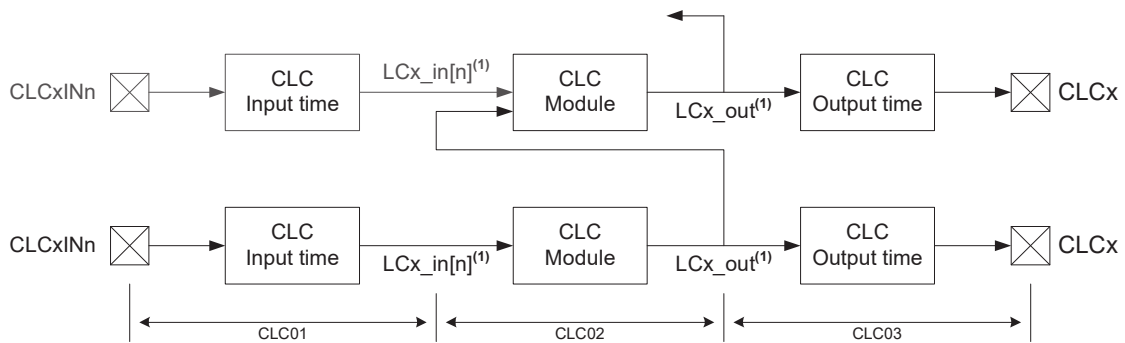 CLCxINn
CLC
Input time
LCx_in[n](1)
CLC
Module
LCx_out(1)
CLC
Output time
CLCx
CLCxINn
CLC
Input time
LCx_in[n](1)
CLC
Module
LCx_out(1)
CLC
Output time
CLCx
CLC01
CLC02
CLC03